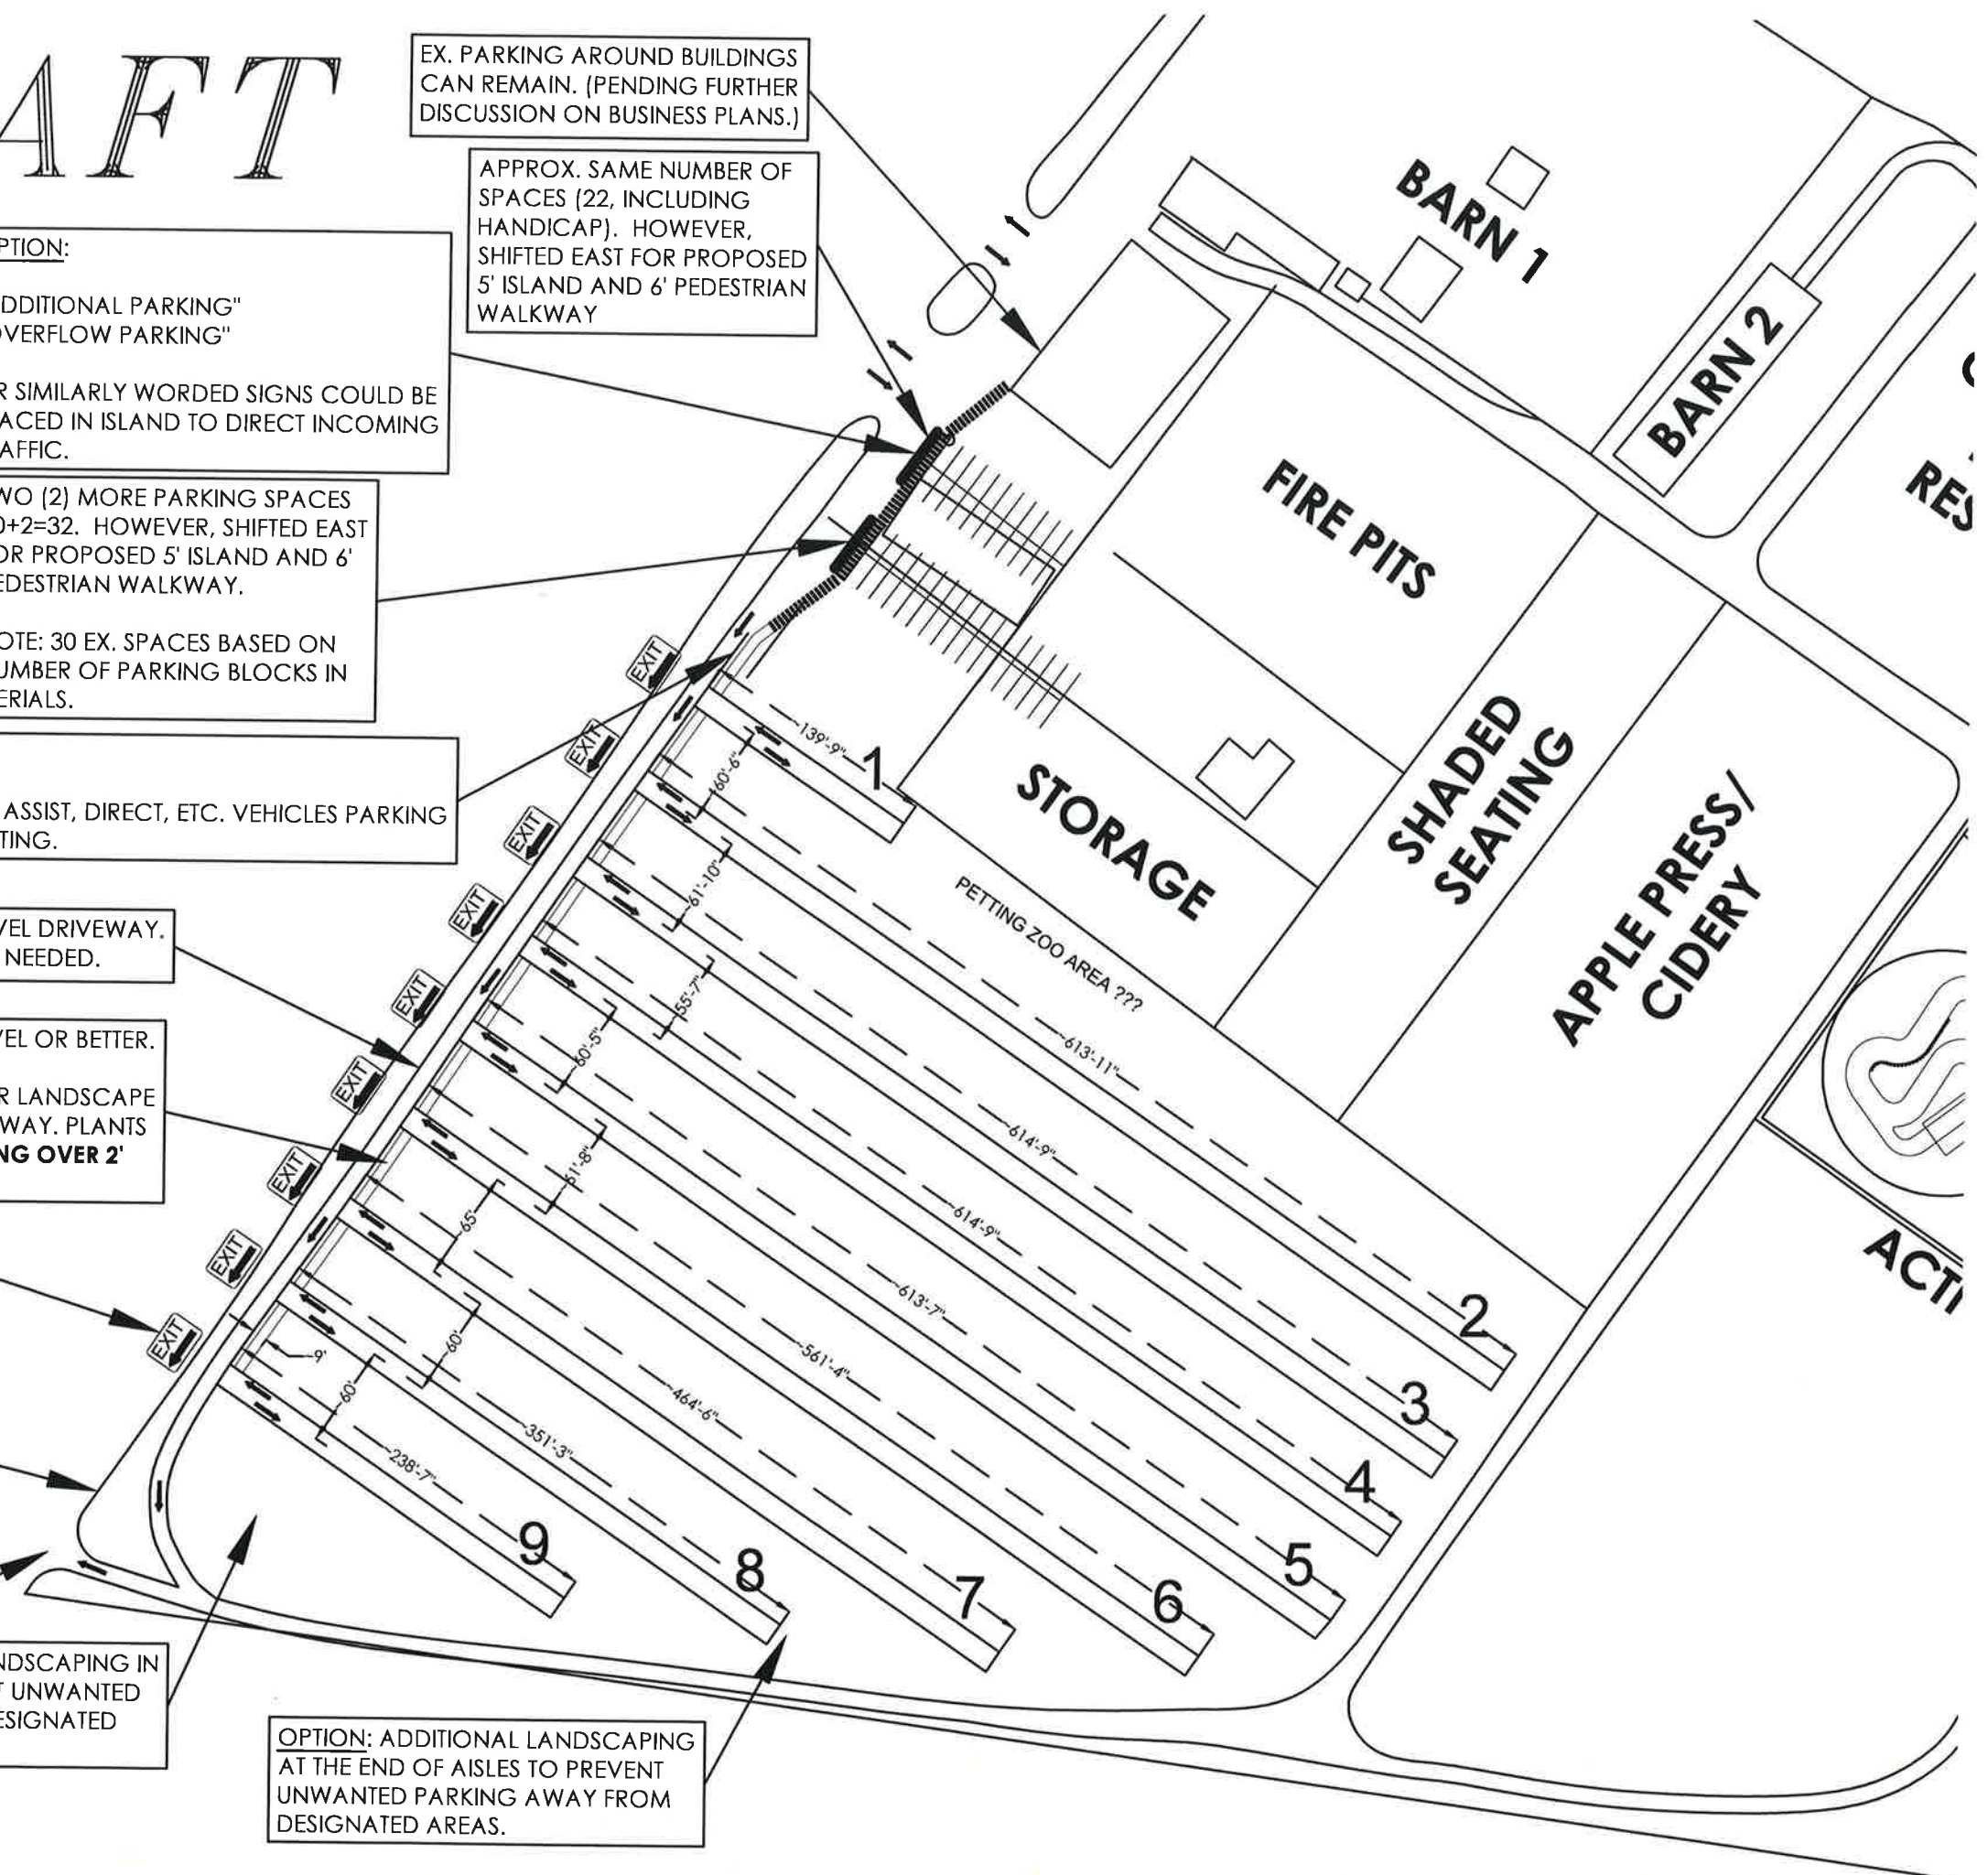 AFT
EX. PARKING AROUND BUILDINGS
CAN REMAIN. (PENDING FURTHER
DISCUSSION ON BUSINESS PLANS.)
APPROX. SAME NUMBER OF
SPACES (22, INCLUDING
HANDICAP). HOWEVER,
SHIFTED EAST FOR PROPOSED
5' ISLAND AND 6' PEDESTRIAN
WALKWAY
PTION:
DDITIONAL PARKING"
OVERFLOW PARKING"
R SIMILARLY WORDED SIGNS COULD BE
ACED IN ISLAND TO DIRECT INCOMING
AFFIC.
WO (2) MORE PARKING SPACES
0+2=32. HOWEVER, SHIFTED EAST
OR PROPOSED 5' ISLAND AND 6'
EDESTRIAN WALKWAY.
OTE: 30 EX. SPACES BASED ON
UMBER OF PARKING BLOCKS IN
ERIALS.
ASSIST, DIRECT, ETC. VEHICLES PARKING
TING.
VEL DRIVEWAY.
NEEDED.
VEL OR BETTER.
R LANDSCAPE
WAY. PLANTS
NG OVER 2'
NDSCAPING IN
T UNWANTED
ESIGNATED
OPTION: ADDITIONAL LANDSCAPING
AT THE END OF AISLES TO PREVENT
UNWANTED PARKING AWAY FROM
DESIGNATED AREAS.
BARN 1
BARN 2
RES
FIRE PITS
SHADED
SEATING
STORAGE
APPLE PRESS/
CIDERY
PETTING ZOO AREA ???
ACTI
EXIT
EXIT
EXIT
EXIT
EXIT
EXIT
EXIT
EXIT
EXIT
~139'-9"
1
~60'-6"
~61'-10"
~55'-7"
~60'-5"
~61'-8"
~65'
~60'
~60'
~9'
~613'-11"
2
~614'-9"
3
~614'-9"
4
~613'-7"
5
~561'-4"
6
~464'-6"
7
~351'-3"
8
~238'-7"
9